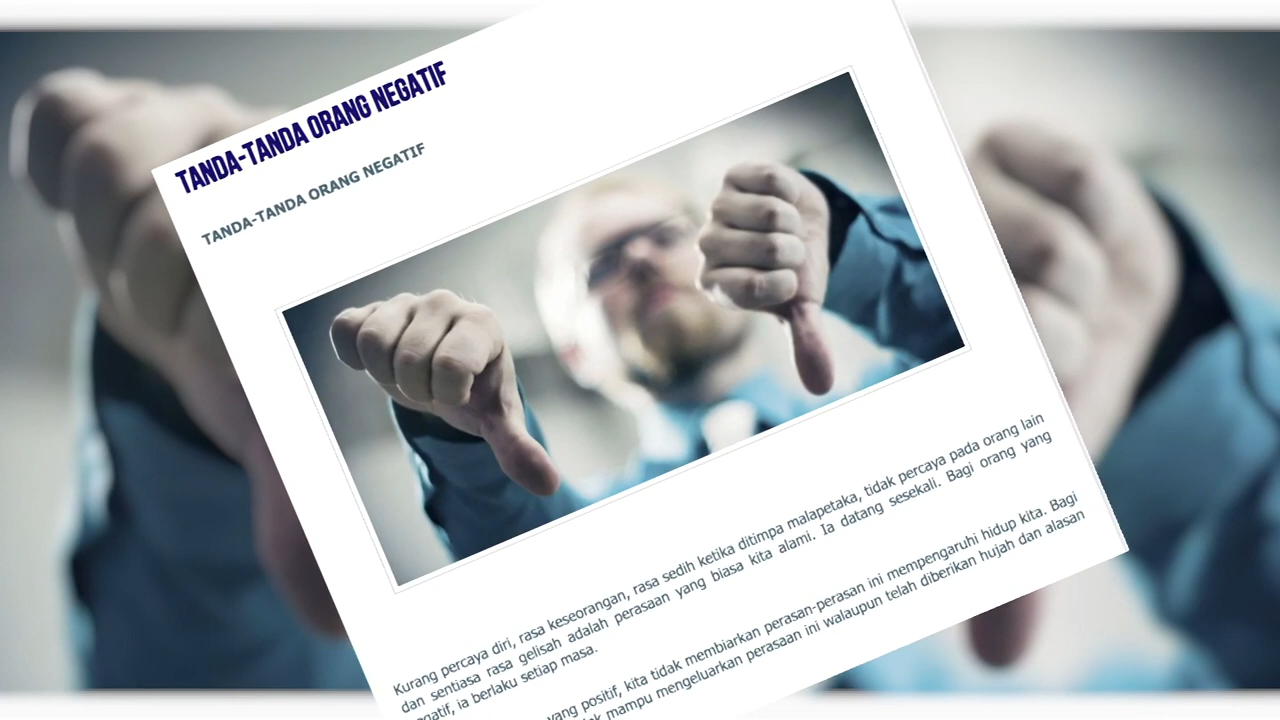 TANDA-TANDA ORANG NEGATIF
TANDA-TANDA ORANG NEGATIF
Kurang percaya diri, rasa keseorangan, rasa sedih ketika ditimpa malapetaka, tidak percaya pada orang lain
dan sentiasa rasa gelisah adalah perasaan yang biasa kita alami. Ia datang sesekali. Bagi orang yang
ia berlaku setiap masa.
yang positif, kita tidak membiarkan perasan-perasan ini mempengaruhi hidup kita. Bagi
mampu mengeluarkan perasaan ini walaupun telah diberikan hujah dan alasan